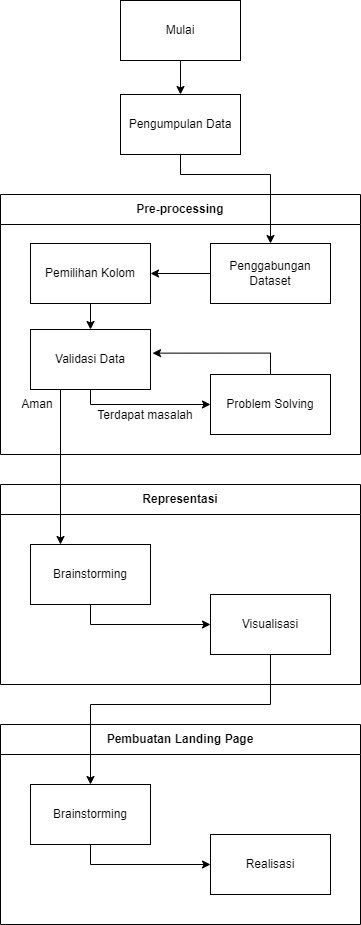 Mulai
Pengumpulan Data
Pre-processing
Pemilihan Kolom
Penggabungan
Dataset
Validasi Data
Aman
Terdapat masalah
Problem Solving
Representasi
Brainstorming
Visualisasi
Pembuatan Landing Page
Brainstorming
Realisasi